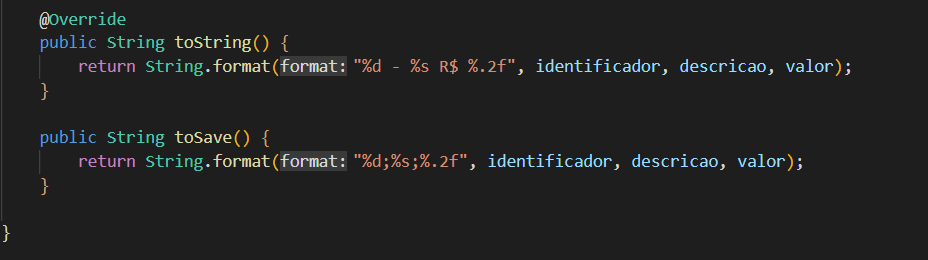 @Override
public String toString() {
return String.format(format: "%d - %s R$ %.2f", identificador, descricao, valor);
}
public String toSave() {
return String.format(format: "%d;%s;%.2f", identificador, descricao, valor);
}
}